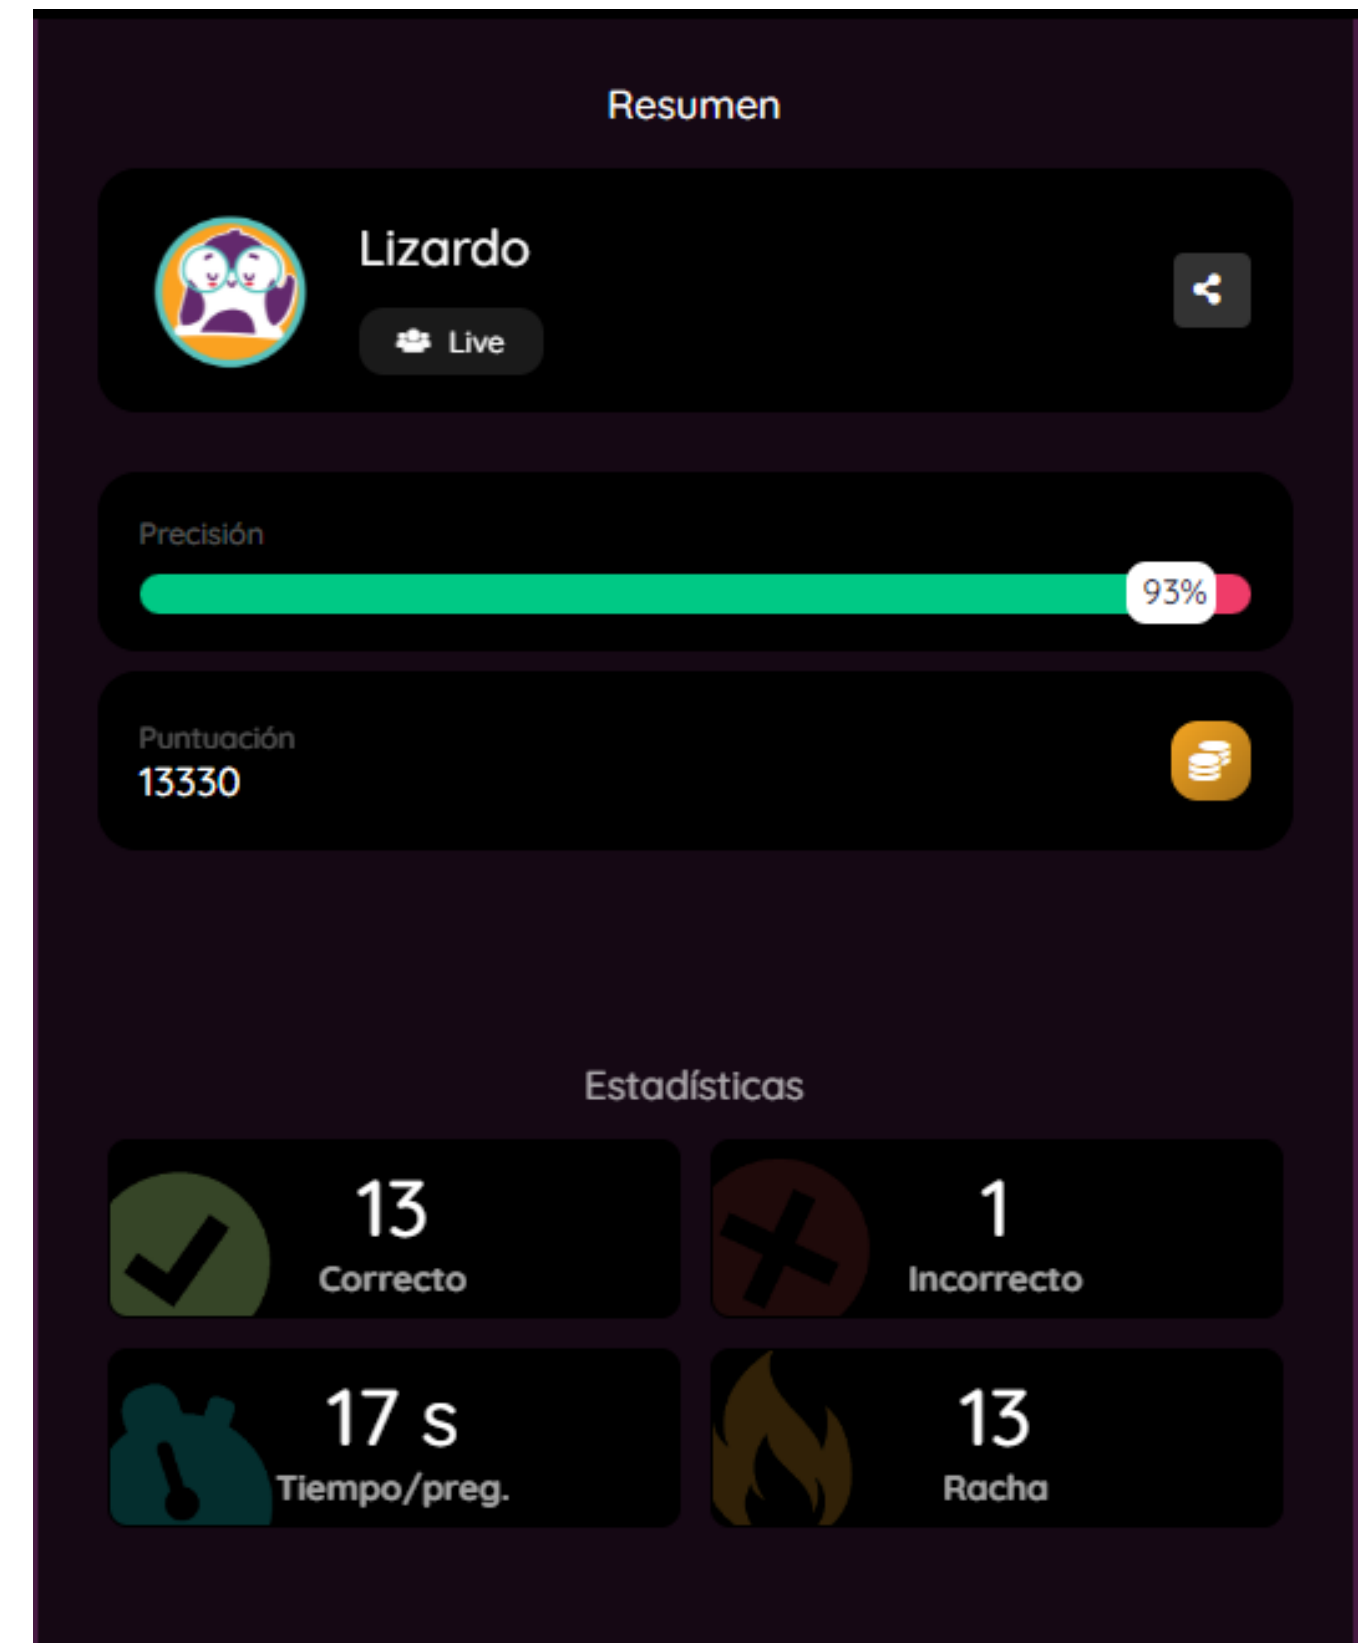 Resumen
Lizardo
Live
Precisión
93%
Puntuación
13330
Estadísticas
13
Correcto
1
Incorrecto
17 s
Tiempo/preg.
13
Racha